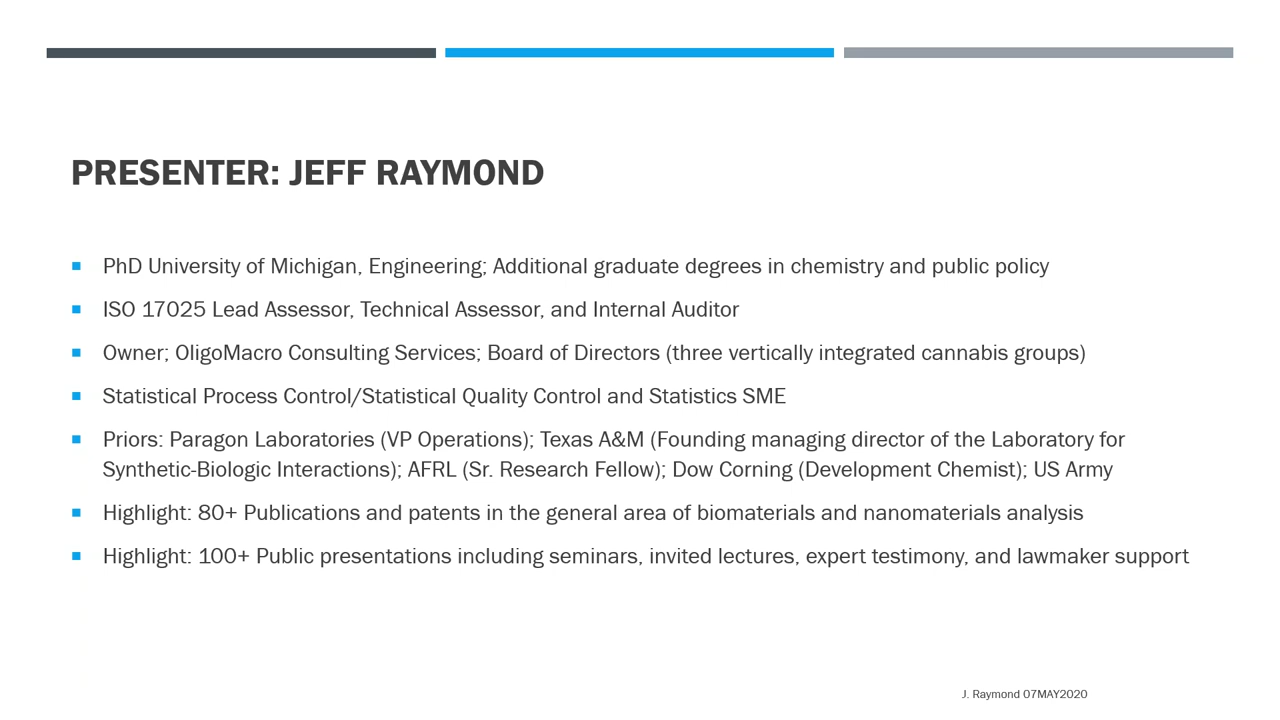 PRESENTER: JEFF RAYMOND
PhD University of Michigan, Engineering; Additional graduate degrees in chemistry and public policy
ISO 17025 Lead Assessor, Technical Assessor, and Internal Auditor
Owner; OligoMacro Consulting Services; Board of Directors (three vertically integrated cannabis groups)
Statistical Process Control/Statistical Quality Control and Statistics SME
Priors: Paragon Laboratories (VP Operations); Texas A&M (Founding managing director of the Laboratory for
Synthetic-Biologic Interactions); AFRL (Sr. Research Fellow); Dow Corning (Development Chemist); US Army
Highlight: 80+ Publications and patents in the general area of biomaterials and nanomaterials analysis
Highlight: 100+ Public presentations including seminars, invited lectures, expert testimony, and lawmaker support
J. Raymond 07MAY2020